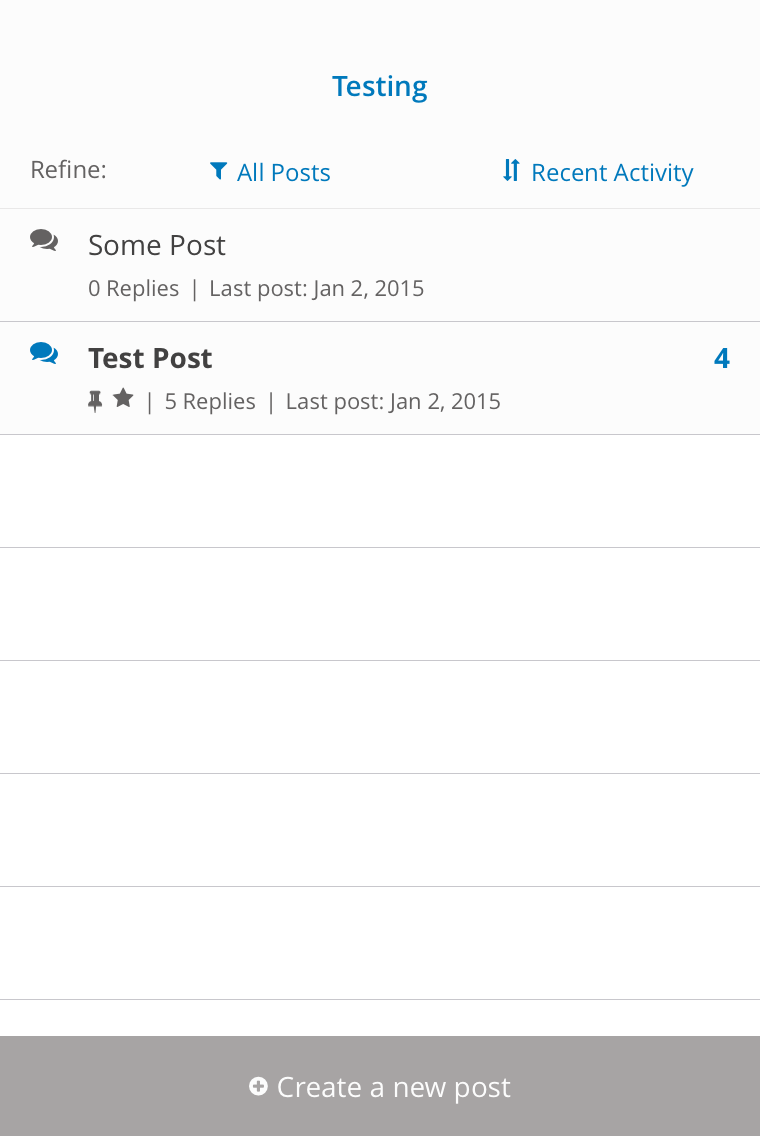 Testing
Refine: All Posts Recent Activity
Some Post
0 Replies | Last post: Jan 2, 2015
Test Post 4
| 5 Replies | Last post: Jan 2, 2015
Create a new post